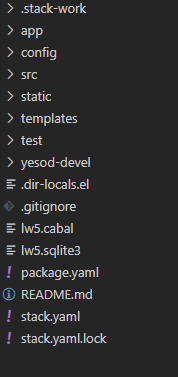 .stack-work
app
config
src
static
templates
test
yesod-devel
.dir-locals.el
.gitignore
lw5.cabal
lw5.sqlite3
package.yaml
README.md
stack.yaml
stack.yaml.lock